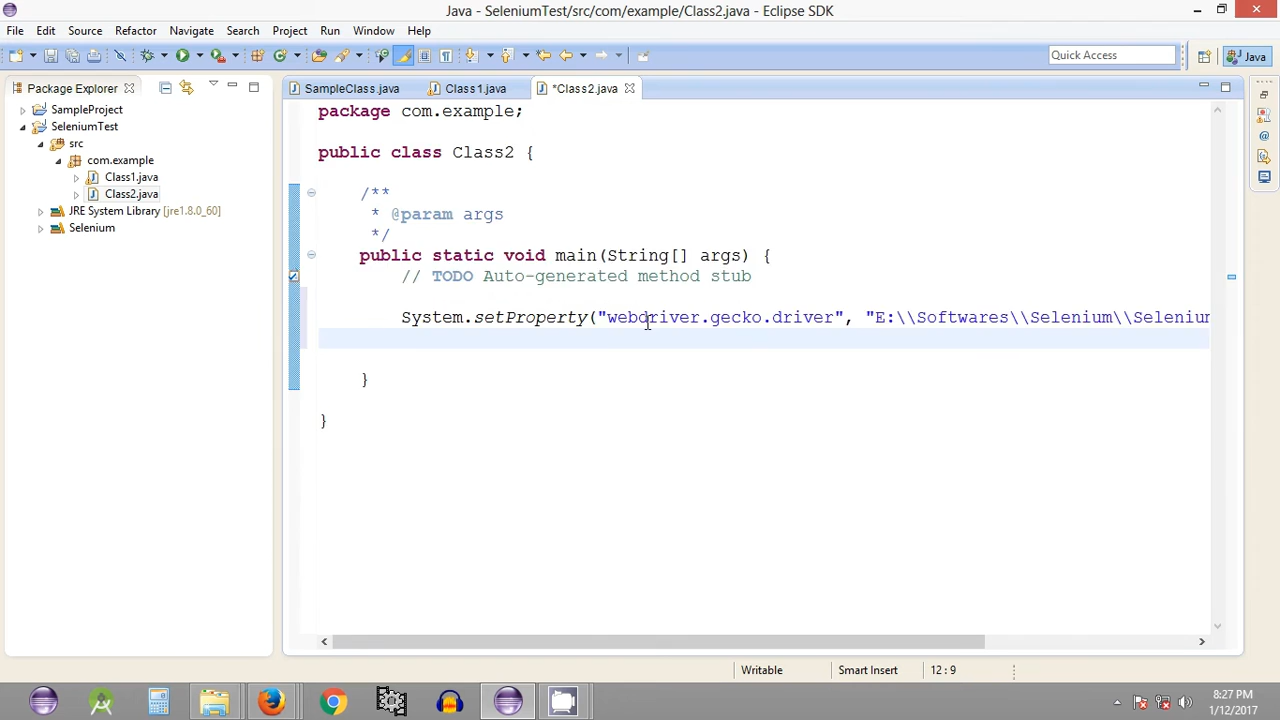 Java - SeleniumTest/src/com/example/Class2.java - Eclipse SDK
File Edit Source Refactor Navigate Search Project Run Window Help
Quick Access
Java
Package Explorer
SampleClass.java
Class1.java
*Class2.java
SampleProject
SeleniumTest
src
com.example
Class1.java
Class2.java
JRE System Library [jre1.8.0_60]
Selenium
package com.example;
public class Class2 {
/**
* @param args
*/
public static void main(String[] args) {
// TODO Auto-generated method stub
System.setProperty("webdriver.gecko.driver", "E:\\Softwares\\Selenium\\Selenium
}
}
Writable
Smart Insert
12 : 9
8:27 PM
1/12/2017